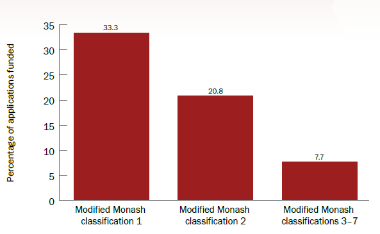 Percentage of applications funded
35
30
25
20
15
10
5
0
33.3
20.8
7.7
Modified Monash
classification 1
Modified Monash
classification 2
Modified Monash
classifications 3–7